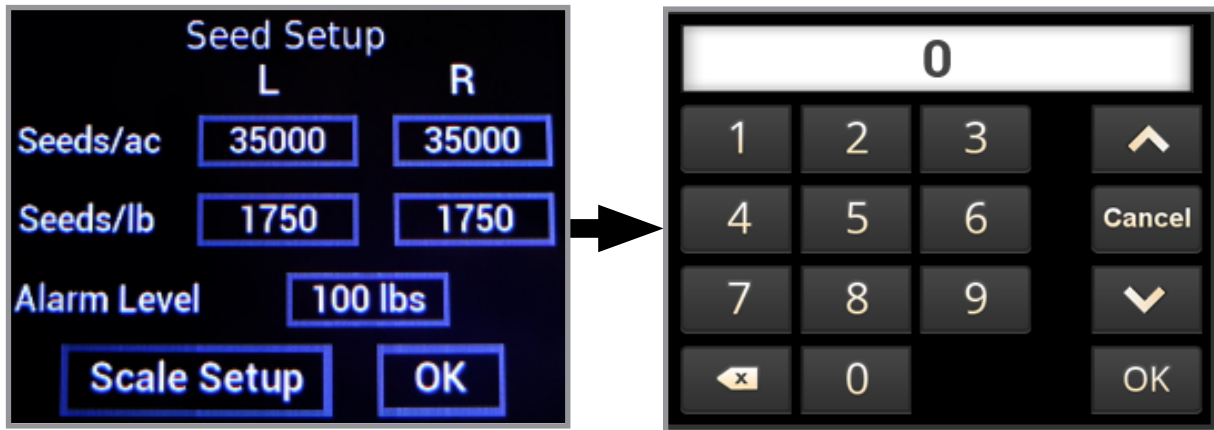 Seed Setup
L R
Seeds/ac 35000 35000
Seeds/lb 1750 1750
Alarm Level 100 lbs
Scale Setup OK
0
1 2 3
4 5 6 Cancel
7 8 9
0 OK